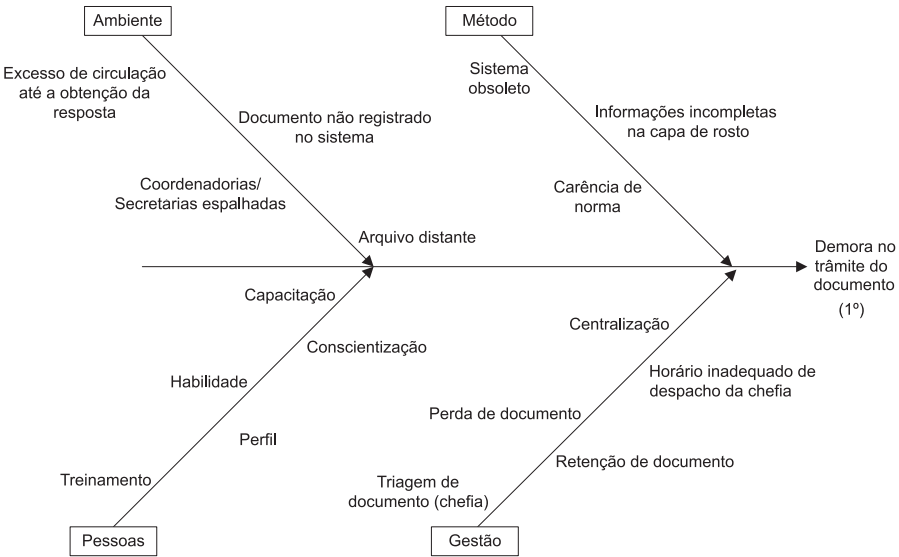 Ambiente
Método
Excesso de circulação
até a obtenção da
resposta
Documento não registrado
no sistema
Coordenadorias/
Secretarias espalhadas
Arquivo distante
Sistema
obsoleto
Informações incompletas
na capa de rosto
Carência de
norma
Demora no
trâmite do
documento
(1º)
Capacitação
Conscientização
Habilidade
Perfil
Treinamento
Pessoas
Centralização
Horário inadequado de
despacho da chefia
Perda de documento
Retenção de documento
Triagem de
documento (chefia)
Gestão